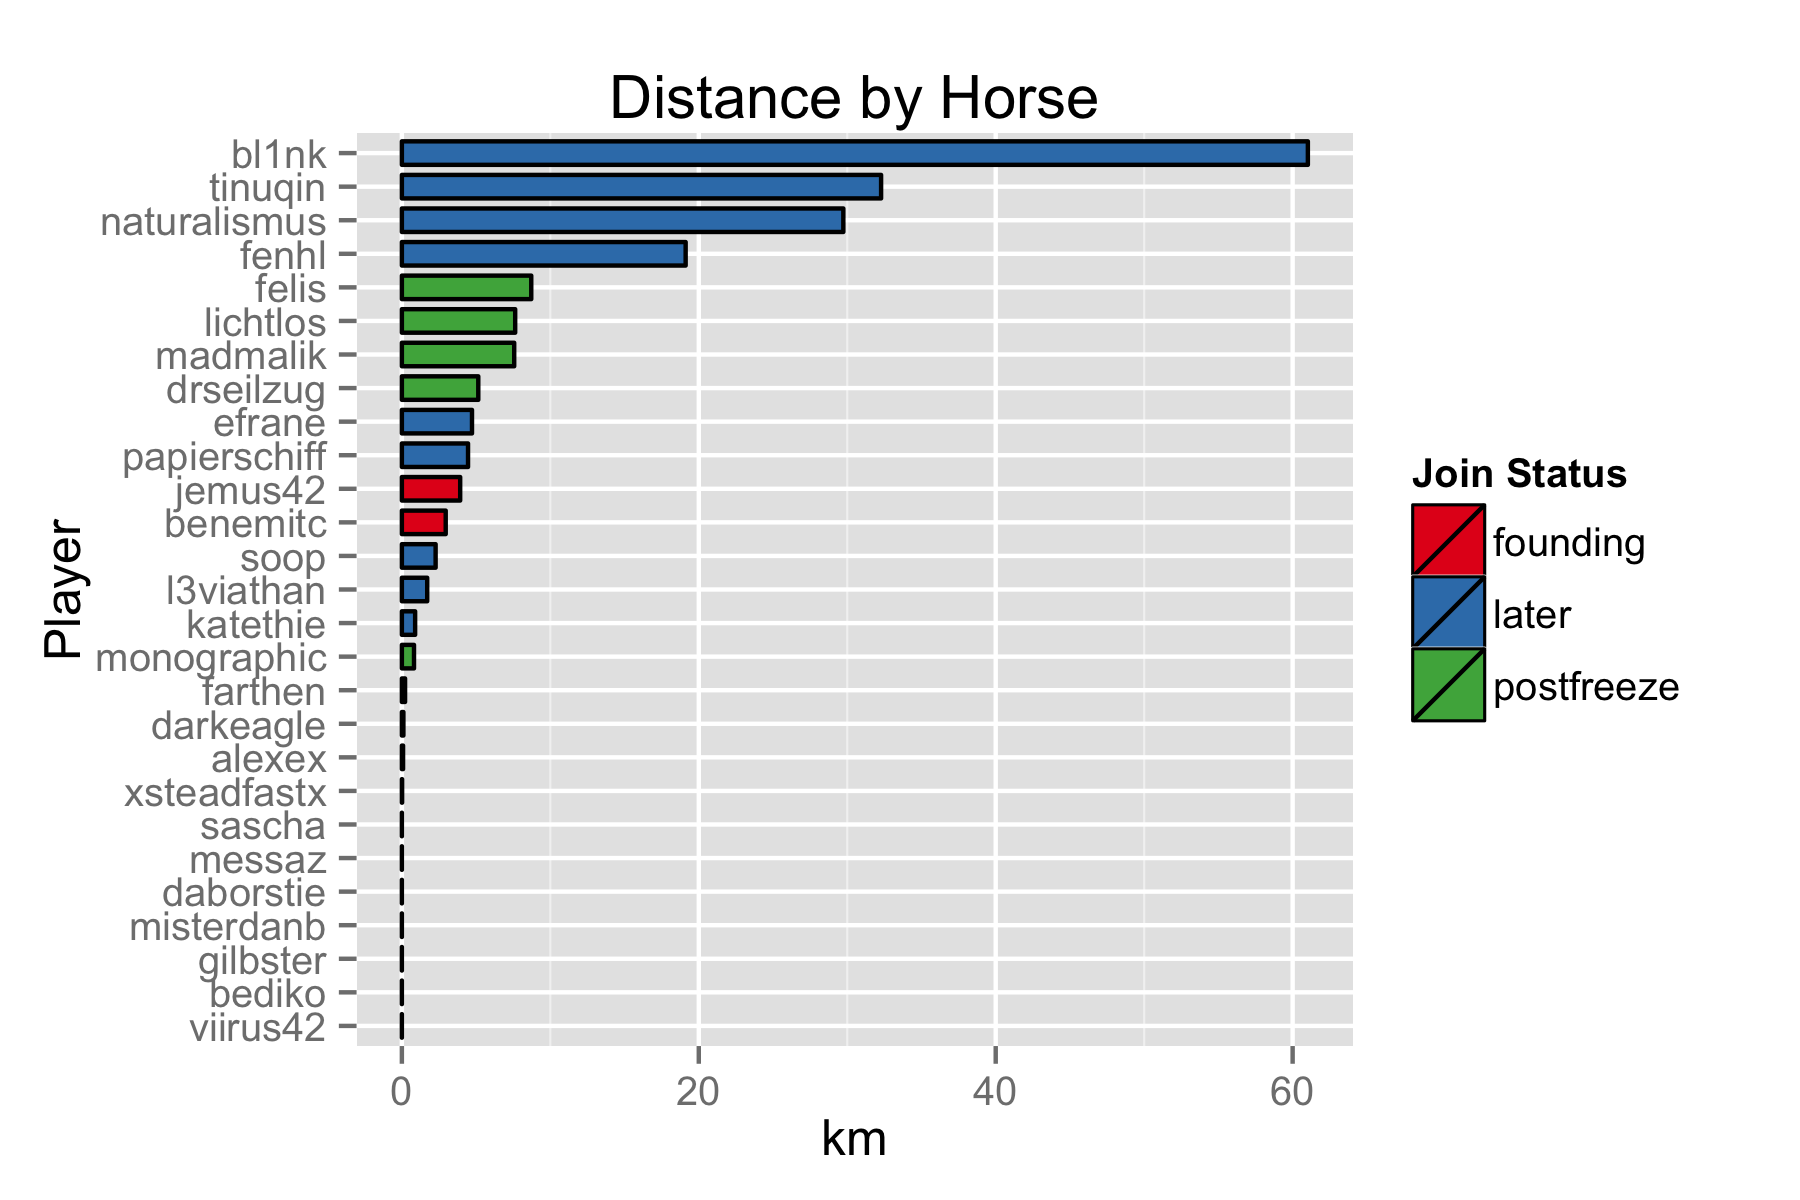 Distance by Horse
bl1nk
tinuqin
naturalismus
fenhl
felis
lichtlos
madmalik
drseilzug
efrane
papierschiff
jemus42
benemitc
soop
l3viathan
katethie
monographic
farthen
darkeagle
alexex
xsteadfastx
sascha
messaz
daborstie
misterdanb
gilbster
bediko
viirus42
Player
0 20 40 60
km
Join Status
founding
later
postfreeze